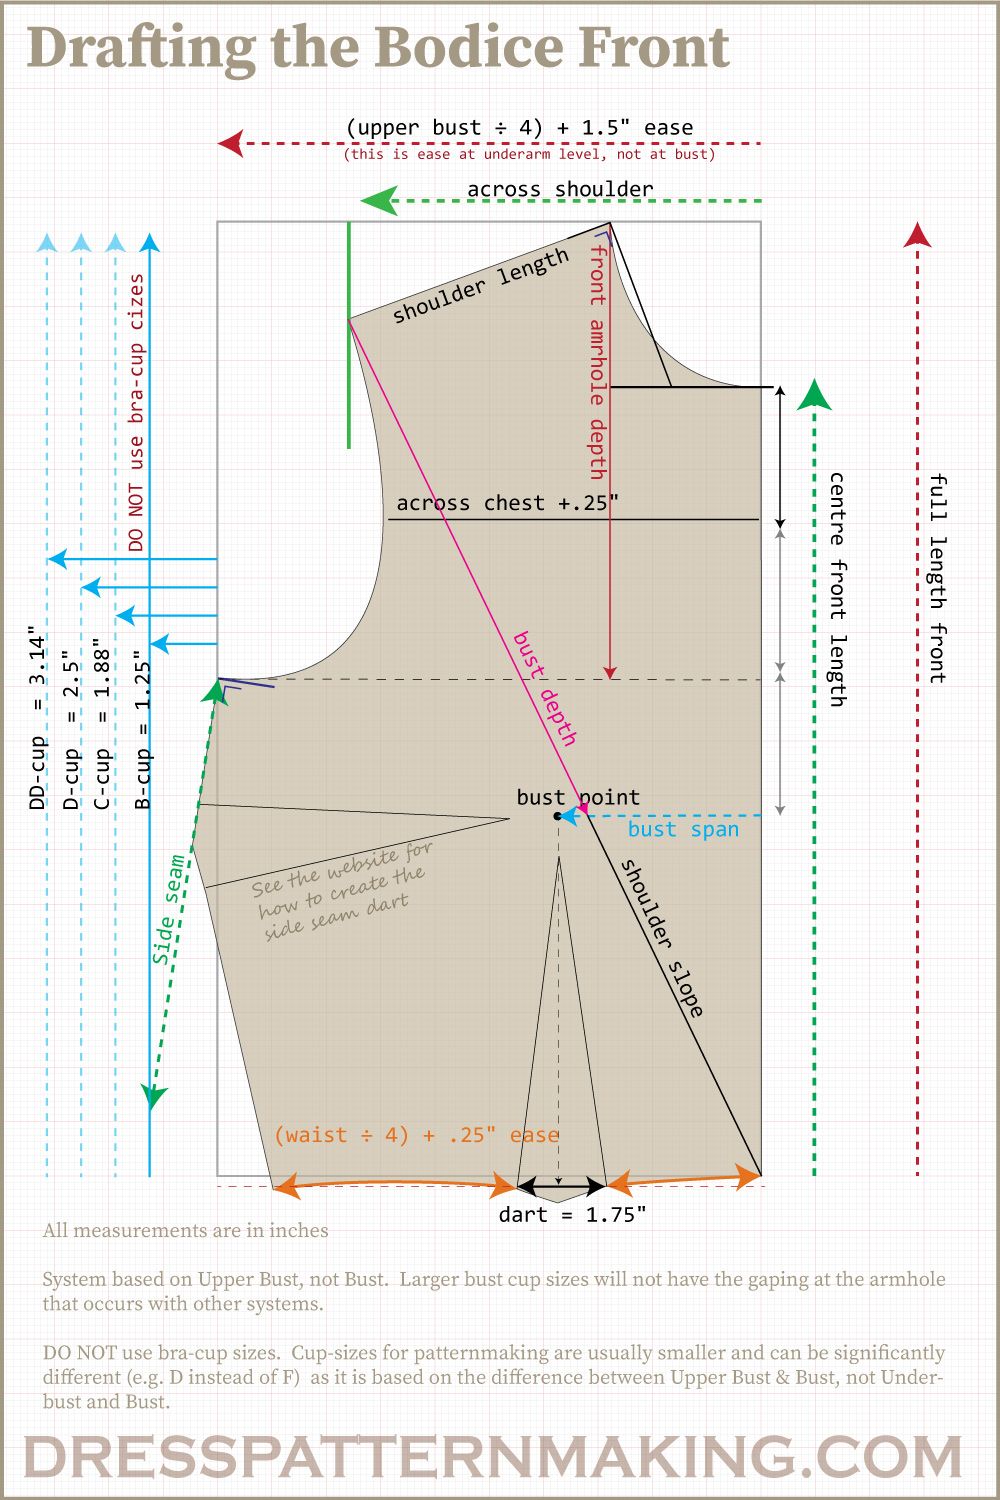 Drafting the Bodice Front
(upper bust ÷ 4) + 1.5" ease
(this is ease at underarm level, not at bust)
across shoulder
DO NOT use bra-cup cizes
shoulder length
front amrhole depth
across chest +.25"
centre front length
full length front
DD-cup = 3.14"
D-cup = 2.5"
C-cup = 1.88"
B-cup = 1.25"
bust depth
bust point
bust span
Side seam
See the website for
how to create the
side seam dart
shoulder slope
(waist ÷ 4) + .25" ease
dart = 1.75"
All measurements are in inches
System based on Upper Bust, not Bust.  Larger bust cup sizes will not have the gaping at the armhole
that occurs with other systems.
DO NOT use bra-cup sizes.  Cup-sizes for patternmaking are usually smaller and can be significantly
different (e.g. D instead of F)  as it is based on the difference between Upper Bust & Bust, not Under-
bust and Bust.
DRESSPATTERNMAKING.COM